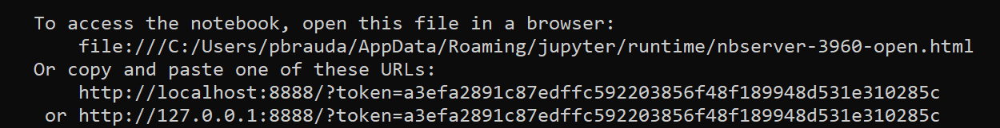 To access the notebook, open this file in a browser:
file:///C:/Users/pbrauda/AppData/Roaming/jupyter/runtime/nbserver-3960-open.html
Or copy and paste one of these URLs:
http://localhost:8888/?token=a3efa2891c87edffc592203856f48f189948d531e310285c
or http://127.0.0.1:8888/?token=a3efa2891c87edffc592203856f48f189948d531e310285c